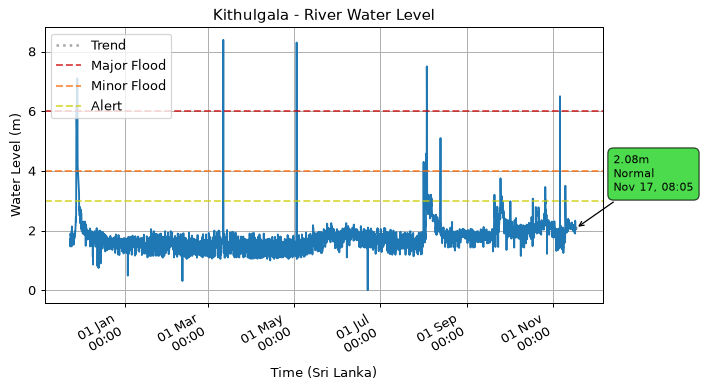 Kithulgala - River Water Level
Trend
Major Flood
Minor Flood
Alert
8
6
4
2
0
Water Level (m)
2.08m
Normal
Nov 17, 08:05
01 Jan
00:00
01 Mar
00:00
01 May
00:00
01 Jul
00:00
01 Sep
00:00
01 Nov
00:00
Time (Sri Lanka)